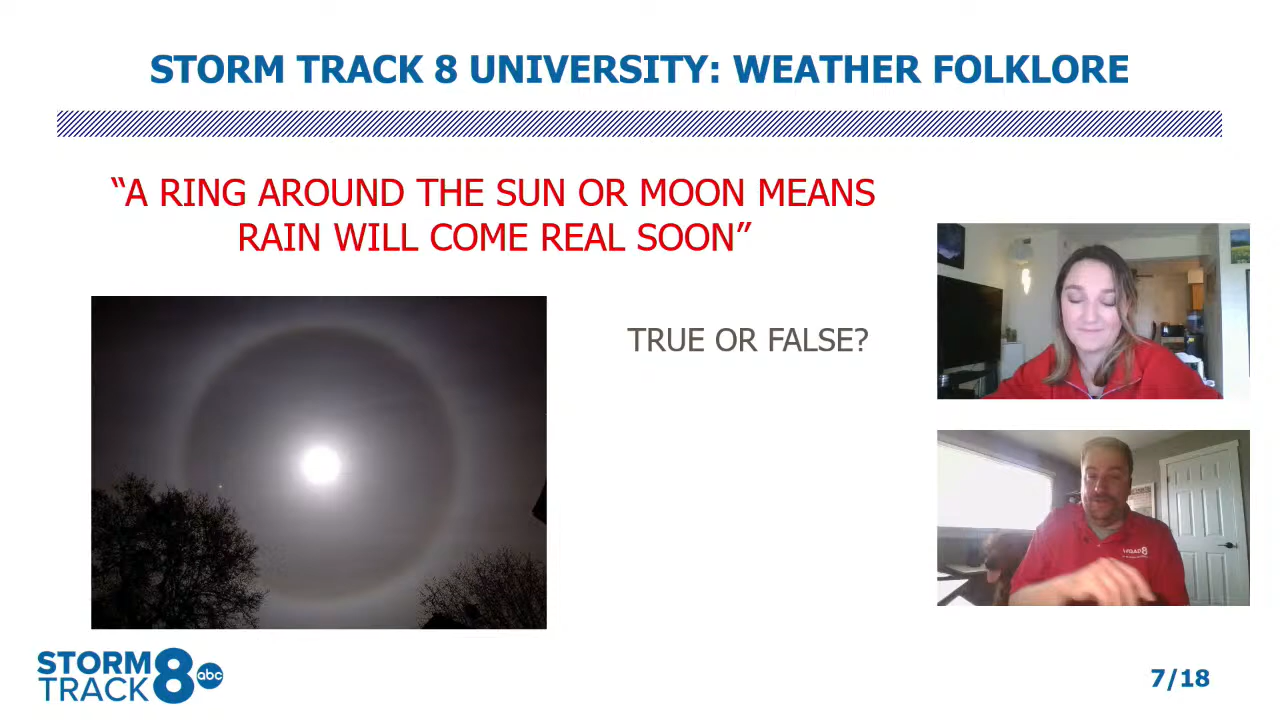 STORM TRACK 8 UNIVERSITY: WEATHER FOLKLORE
“A RING AROUND THE SUN OR MOON MEANS
RAIN WILL COME REAL SOON”
TRUE OR FALSE?
WQAD8
STORM
TRACK 8 abc
7/18